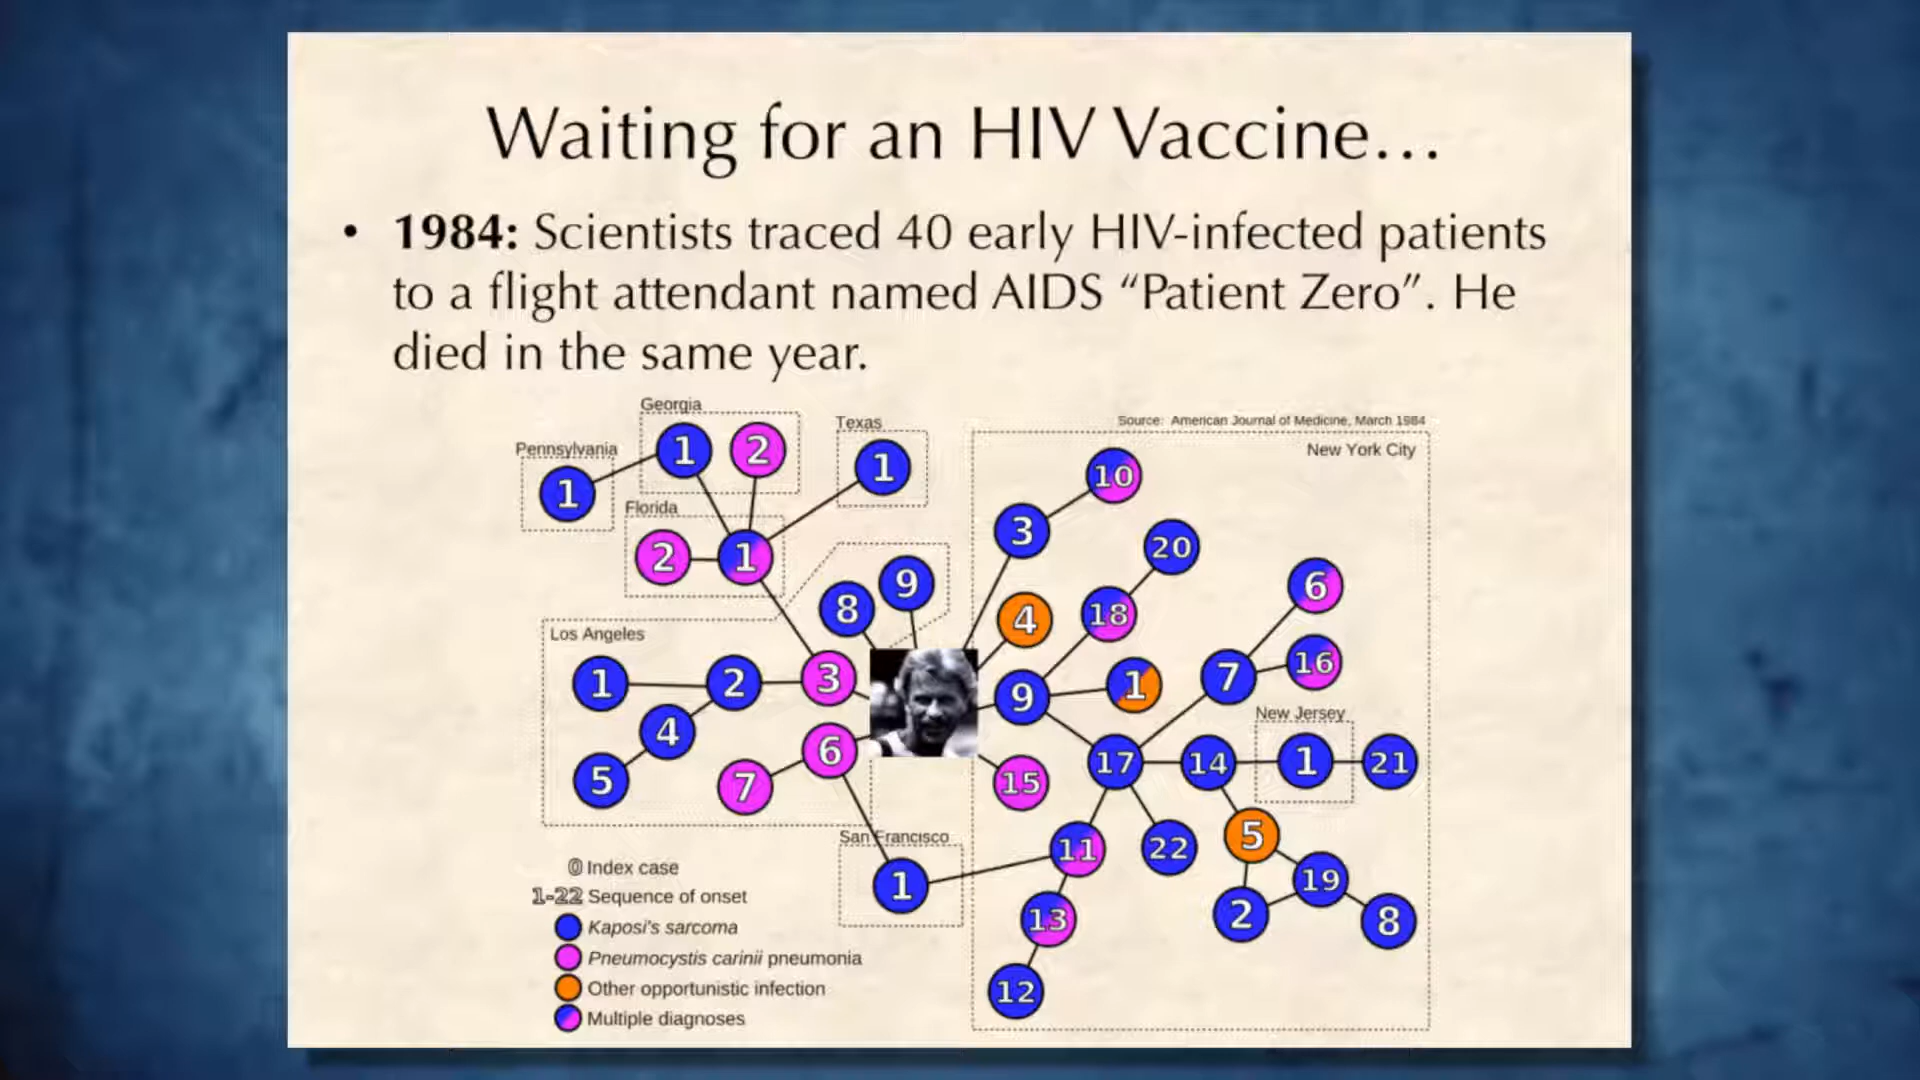 Waiting for an HIV Vaccine...
• 1984: Scientists traced 40 early HIV-infected patients
to a flight attendant named AIDS “Patient Zero”. He
died in the same year.
Source: American Journal of Medicine, March 1984
Georgia
1 2
Pennsylvania
1
Texas
1
Florida
2 1
Los Angeles
8 9
1 2 3
4
5
6
7
San Francisco
1
New York City
10
3
20
4 18
6
9 1 7 16
15 17 14 21
New Jersey
1
11 22 5
19
13 2 8
12
0 Index case
1-22 Sequence of onset
Kaposi's sarcoma
Pneumocystis carinii pneumonia
Other opportunistic infection
Multiple diagnoses